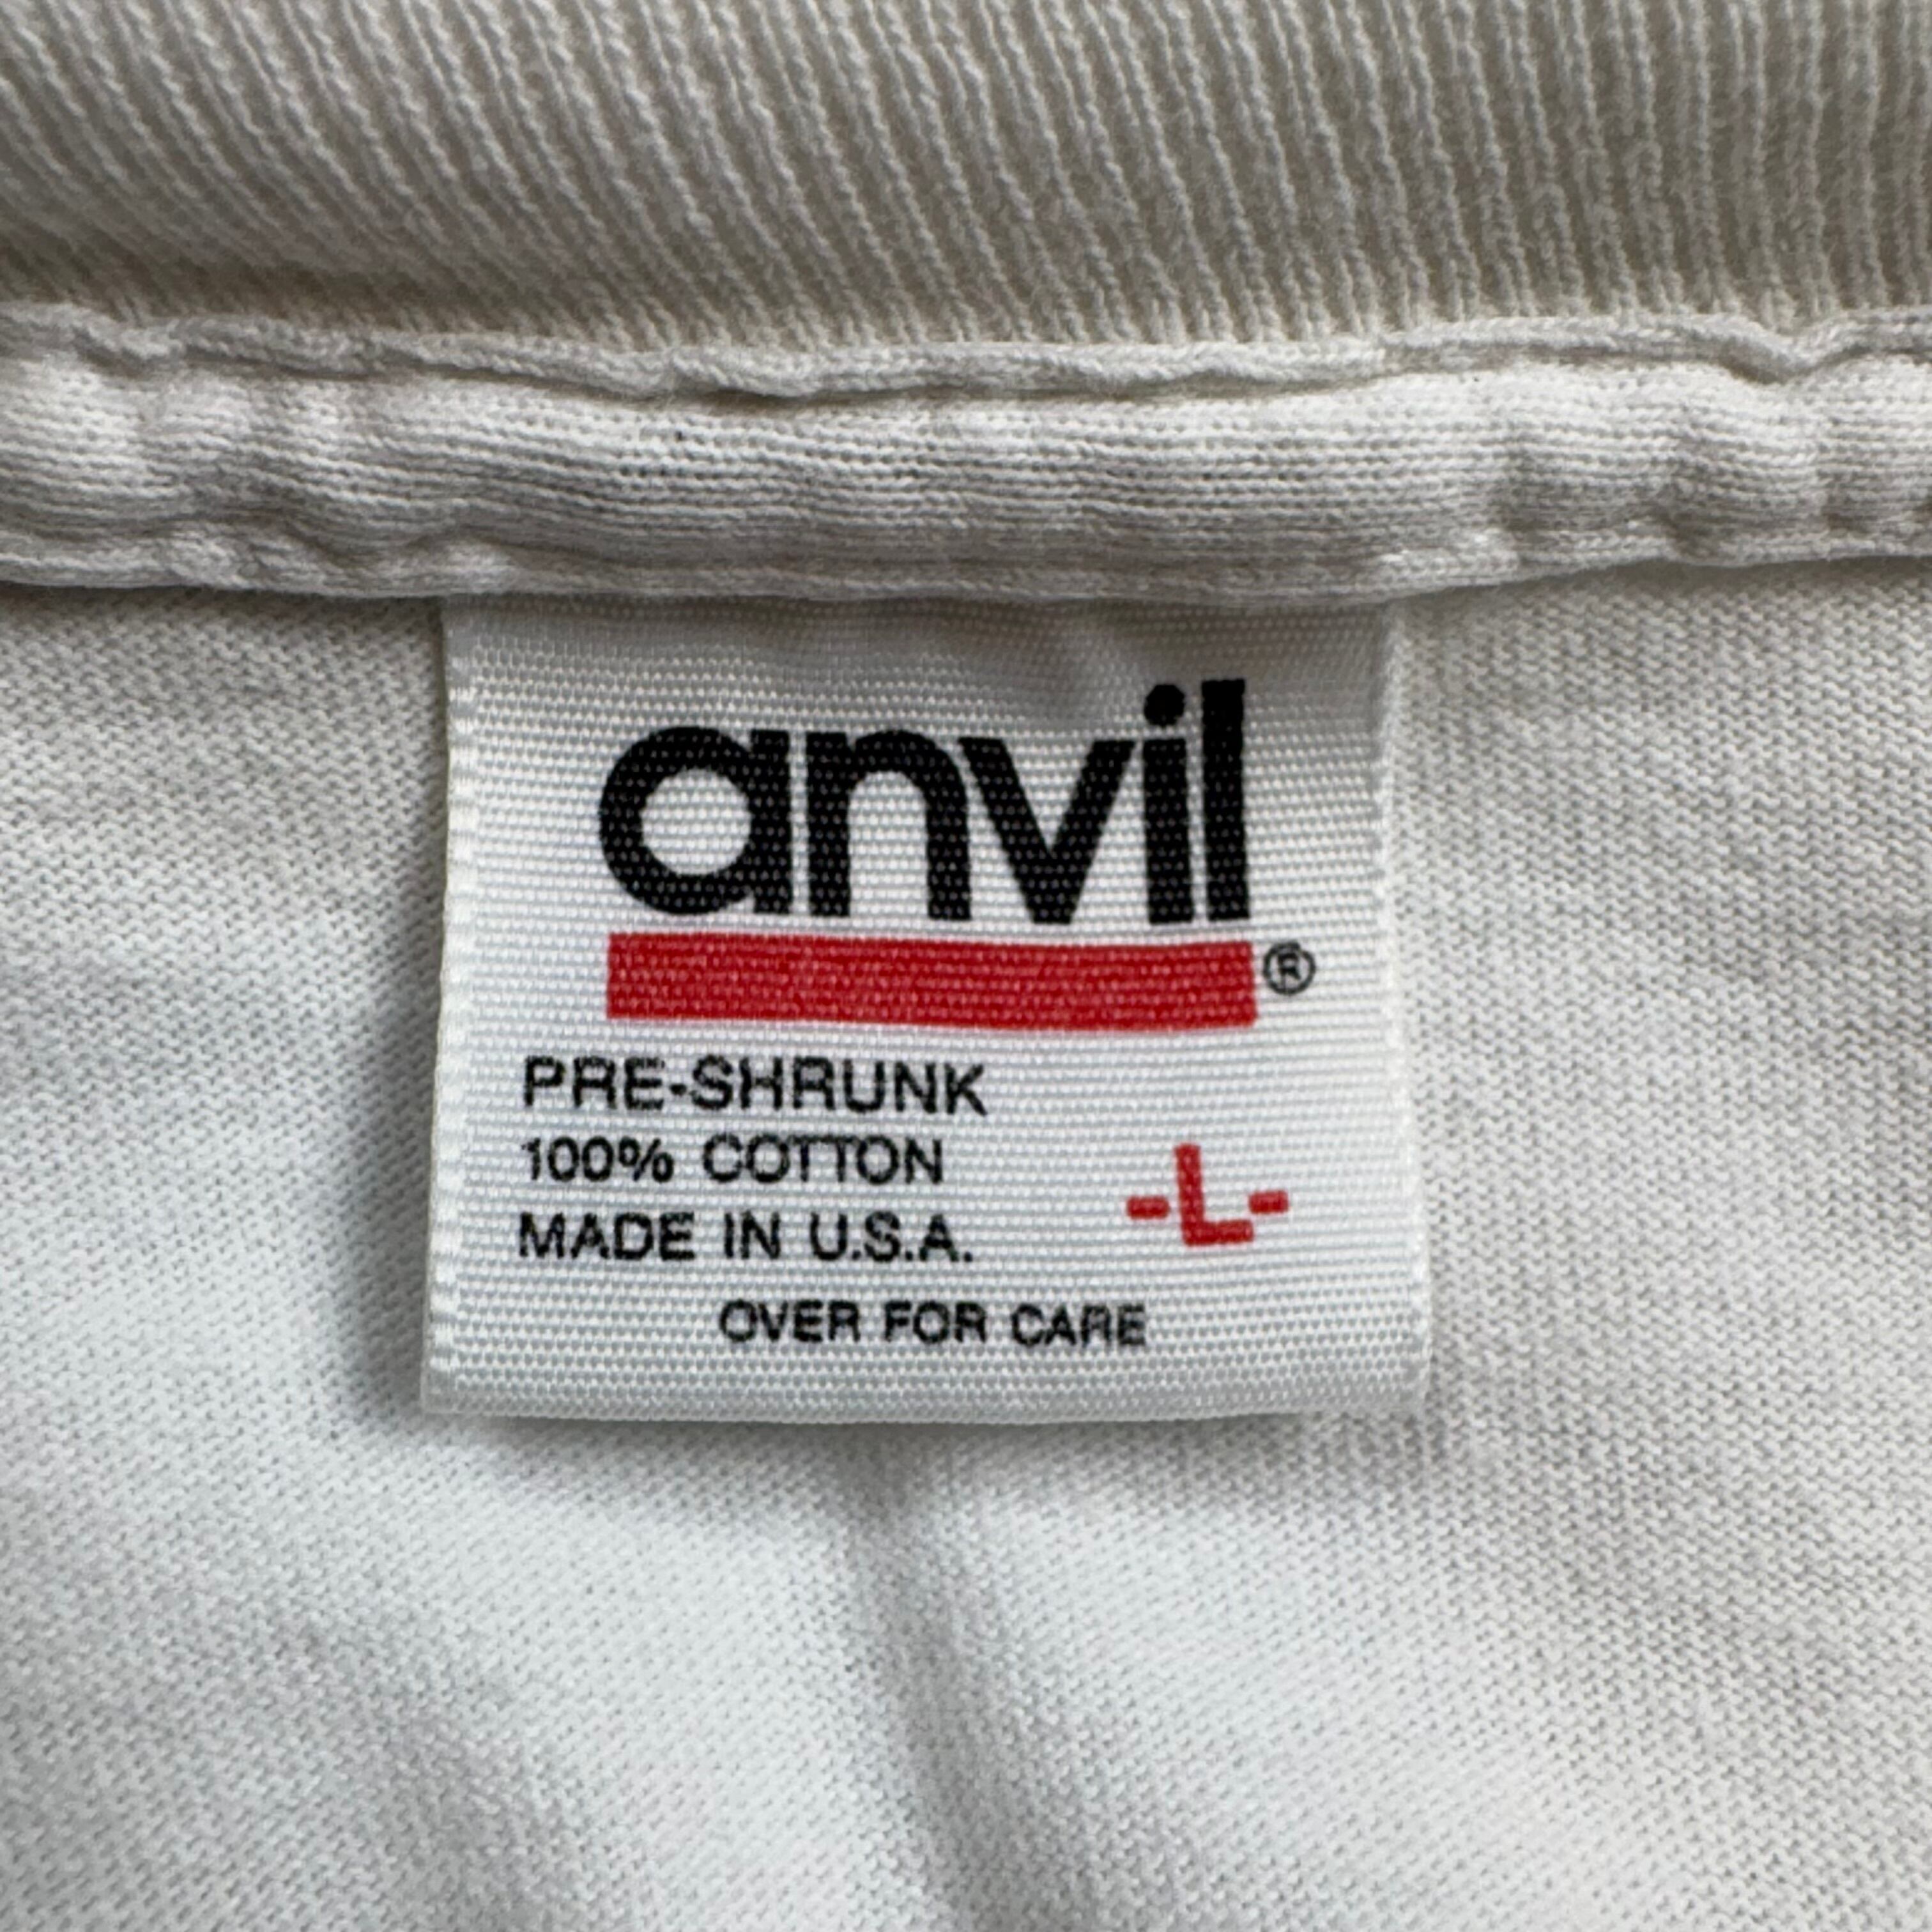 anvil
®
PRE-SHRUNK
100% COTTON
MADE IN U.S.A.
-L-
OVER FOR CARE